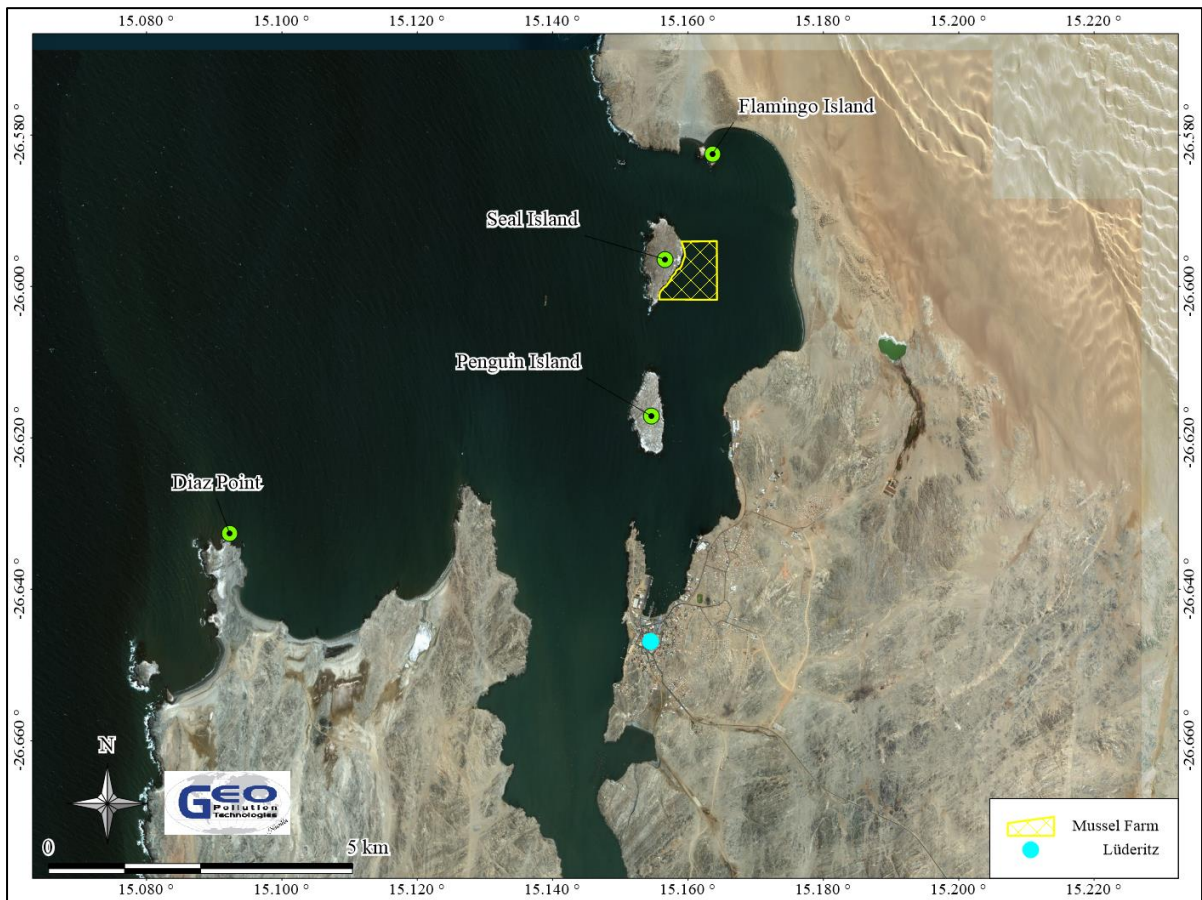 15.080 °
15.100 °
15.120 °
15.140 °
15.160 °
15.180 °
15.200 °
15.220 °
-26.580 °
-26.580 °
Flamingo Island
Seal Island
-26.600 °
-26.600 °
Penguin Island
-26.620 °
-26.620 °
Diaz Point
-26.640 °
-26.640 °
-26.660 °
-26.660 °
N
GEO
Pollution
Technologies
Mussel Farm
Lüderitz
0
5 km
15.080 °
15.100 °
15.120 °
15.140 °
15.160 °
15.180 °
15.200 °
15.220 °